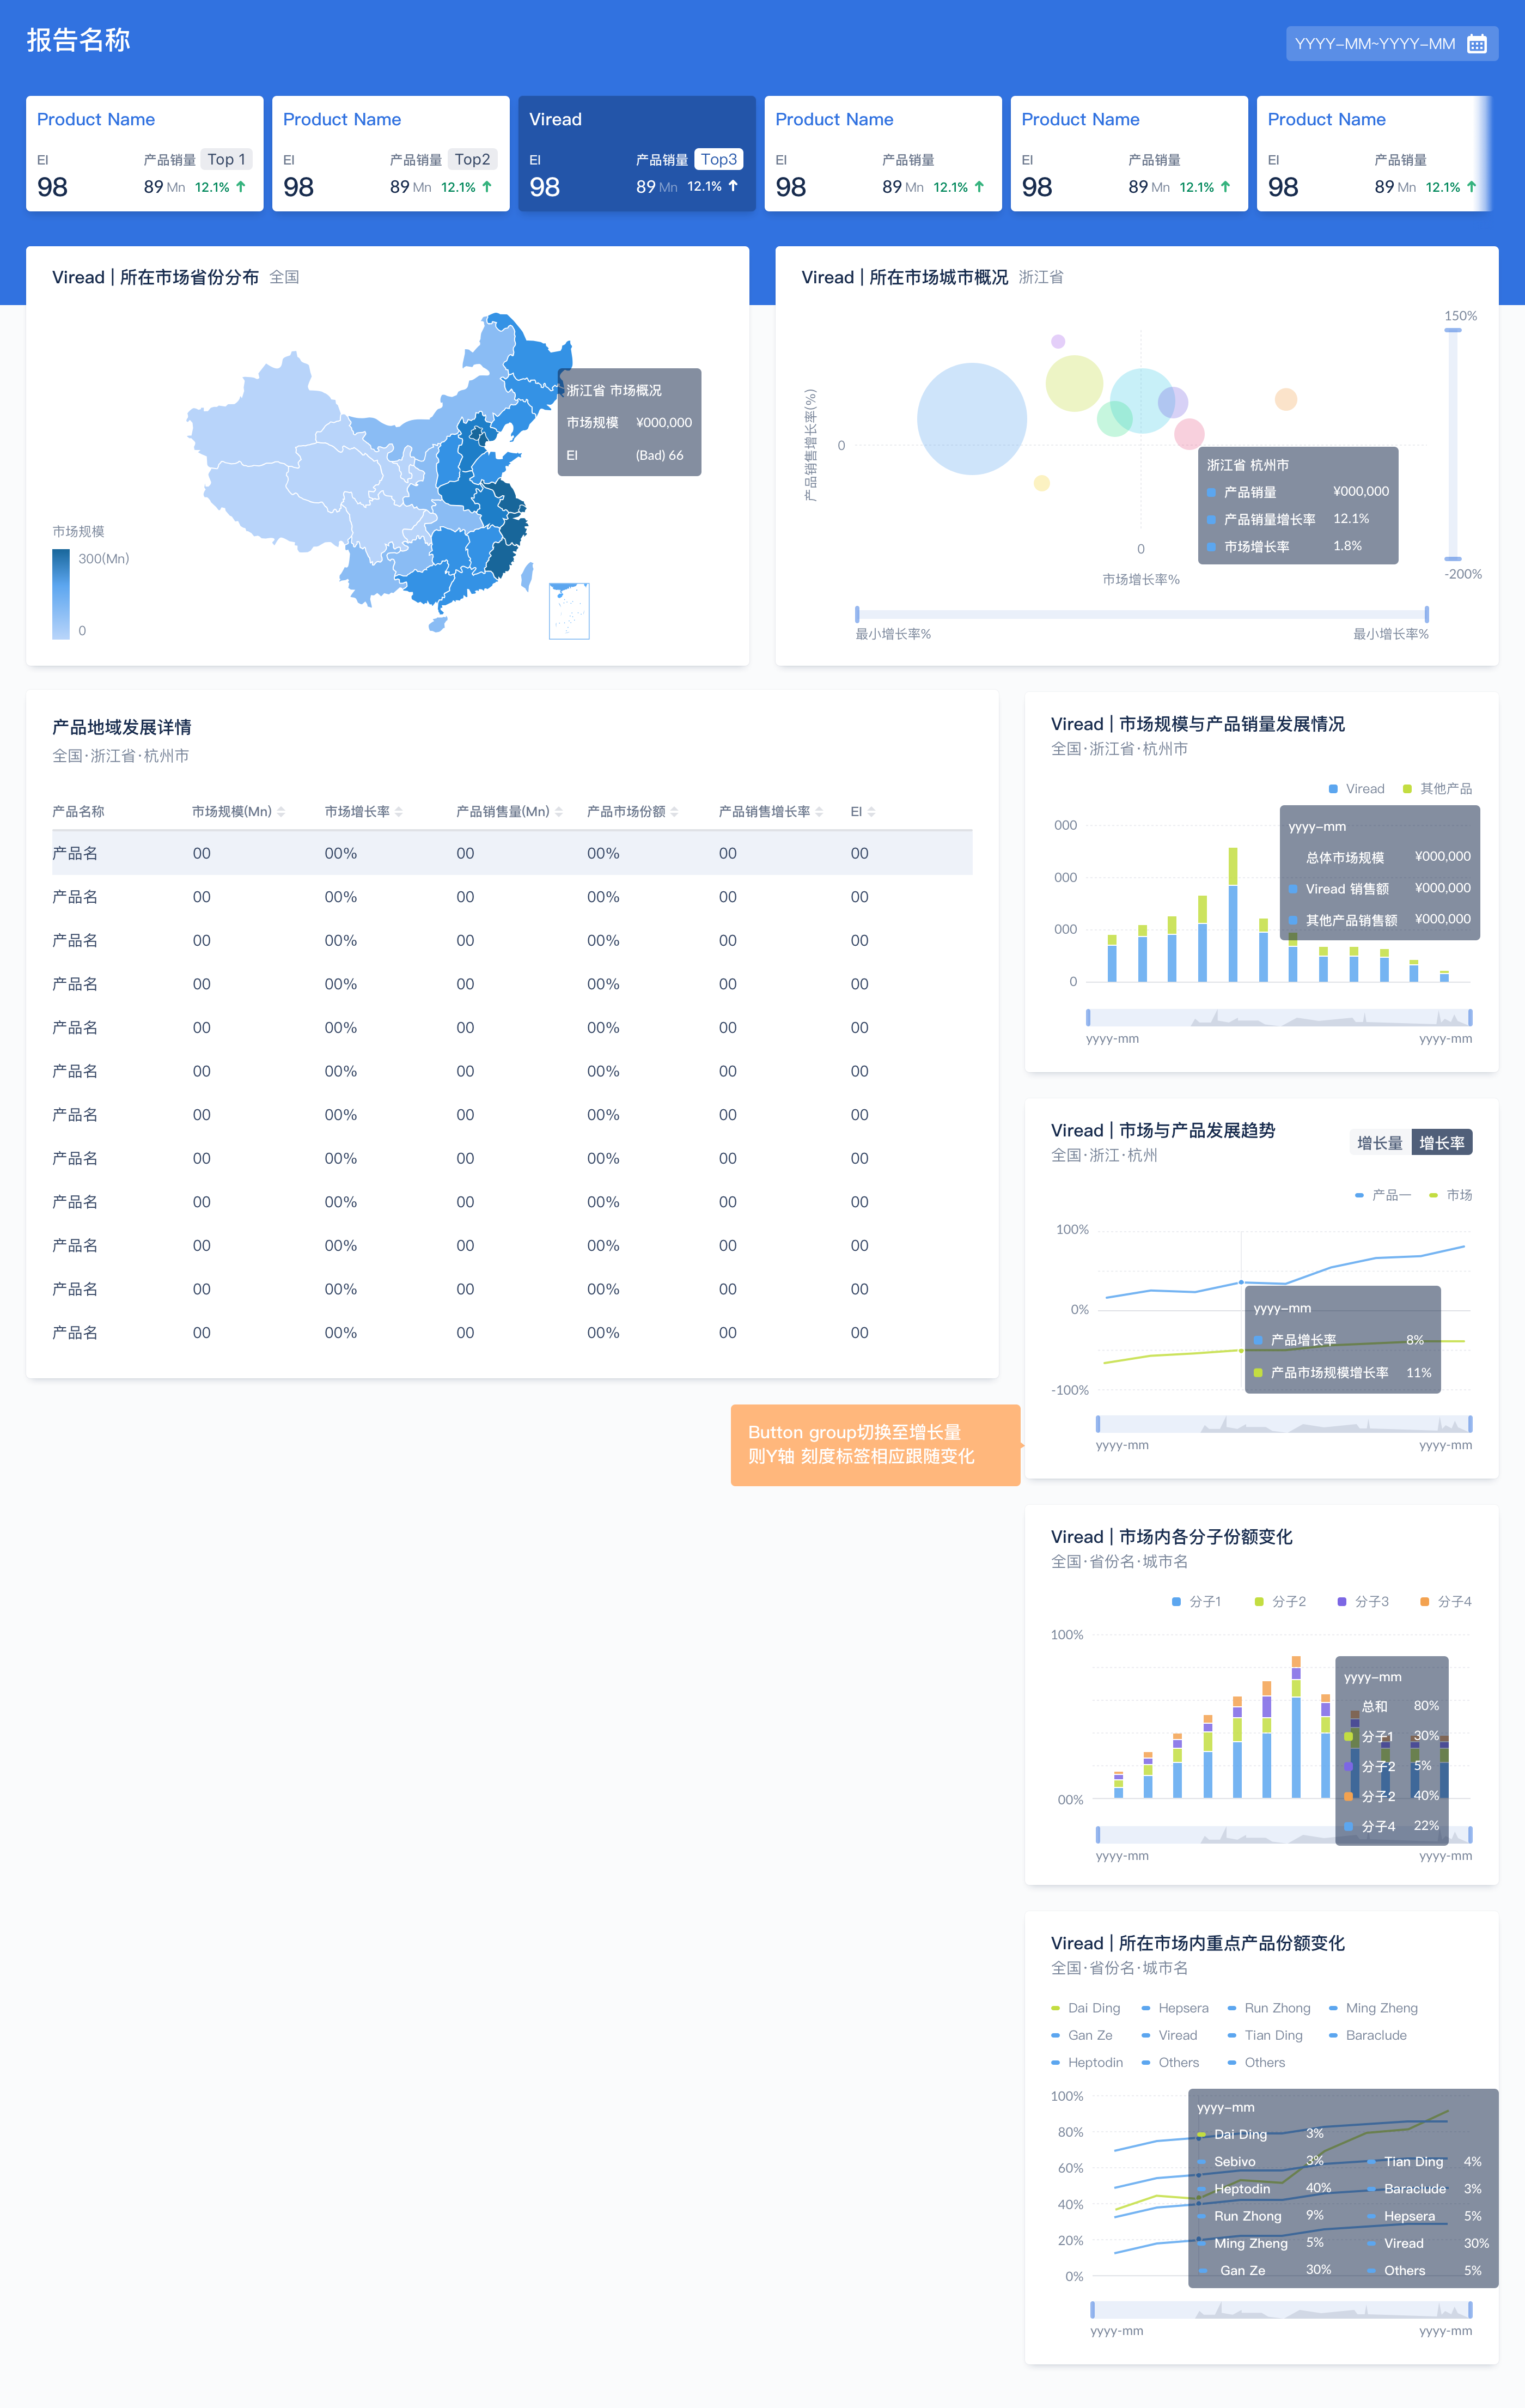 报告名称
YYYY-MM~YYYY-MM
Product Name
EI 产品销量 Top 1
98 89 Mn 12.1%
Product Name
EI 产品销量 Top2
98 89 Mn 12.1%
Viread
EI 产品销量 Top3
98 89 Mn 12.1%
Product Name
EI 产品销量
98 89 Mn 12.1%
Product Name
EI 产品销量
98 89 Mn 12.1%
Product Name
EI 产品销量
98 89 Mn 12.1%
Viread | 所在市场省份分布 全国
浙江省 市场概况
市场规模 ¥000,000
EI (Bad) 66
市场规模
300(Mn)
0
Viread | 所在市场城市概况 浙江省
150%
产品销售增长率(%)
0
浙江省 杭州市
产品销量 ¥000,000
产品销量增长率 12.1%
市场增长率 1.8%
0
市场增长率%
-200%
最小增长率% 最小增长率%
产品地域发展详情
全国·浙江省·杭州市
产品名称 市场规模(Mn) 市场增长率 产品销售量(Mn) 产品市场份额 产品销售增长率 EI
产品名 00 00% 00 00% 00 00
产品名 00 00% 00 00% 00 00
产品名 00 00% 00 00% 00 00
产品名 00 00% 00 00% 00 00
产品名 00 00% 00 00% 00 00
产品名 00 00% 00 00% 00 00
产品名 00 00% 00 00% 00 00
产品名 00 00% 00 00% 00 00
产品名 00 00% 00 00% 00 00
产品名 00 00% 00 00% 00 00
产品名 00 00% 00 00% 00 00
产品名 00 00% 00 00% 00 00
Viread | 市场规模与产品销量发展情况
全国·浙江省·杭州市
Viread 其他产品
000
000
000
0
yyyy-mm
总体市场规模 ¥000,000
Viread 销售额 ¥000,000
其他产品销售额 ¥000,000
yyyy-mm yyyy-mm
Viread | 市场与产品发展趋势
全国·浙江·杭州
增长量 增长率
产品一 市场
100%
0%
-100%
yyyy-mm
产品增长率 8%
产品市场规模增长率 11%
yyyy-mm yyyy-mm
Button group切换至增长量
则Y轴 刻度标签相应跟随变化
Viread | 市场内各分子份额变化
全国·省份名·城市名
分子1 分子2 分子3 分子4
100%
00%
yyyy-mm
总和 80%
分子1 30%
分子2 5%
分子2 40%
分子4 22%
yyyy-mm yyyy-mm
Viread | 所在市场内重点产品份额变化
全国·省份名·城市名
Dai Ding Hepsera Run Zhong Ming Zheng
Gan Ze Viread Tian Ding Baraclude
Heptodin Others Others
100%
80%
60%
40%
20%
0%
yyyy-mm
Dai Ding 3%
Sebivo 3% Tian Ding 4%
Heptodin 40% Baraclude 3%
Run Zhong 9% Hepsera 5%
Ming Zheng 5% Viread 30%
Gan Ze 30% Others 5%
yyyy-mm yyyy-mm